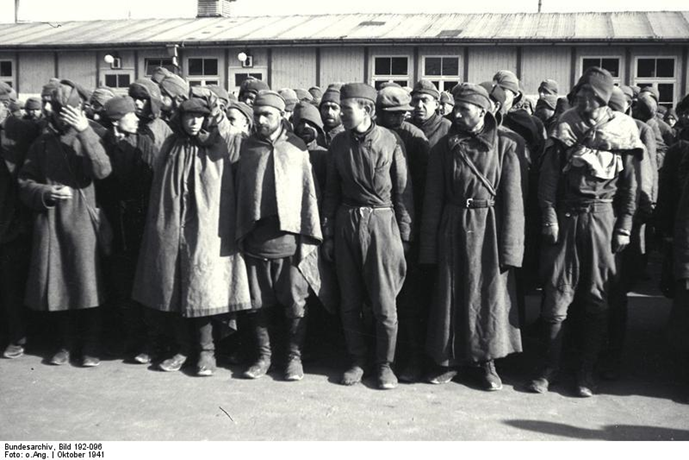 Bundesarchiv, Bild 192-096
Foto: o.Ang. | Oktober 1941